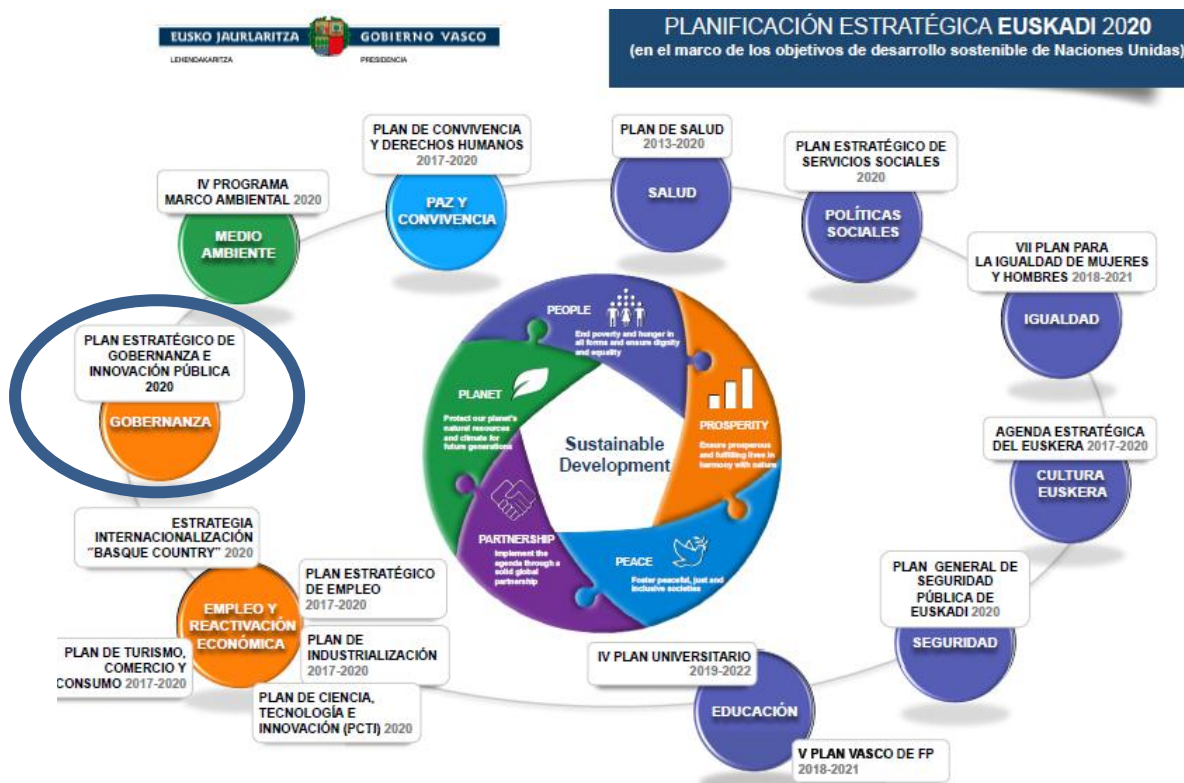 EUSKO JAURLARITZA GOBIERNO VASCO
LEHENDAKARITZA PRESIDENCIA
PLANIFICACIÓN ESTRATÉGICA EUSKADI 2020
(en el marco de los objetivos de desarrollo sostenible de Naciones Unidas)
PLAN DE CONVIVENCIA
Y DERECHOS HUMANOS
2017-2020
PAZ Y
CONVIVENCIA
PLAN DE SALUD
2013-2020
SALUD
PLAN ESTRATÉGICO DE
SERVICIOS SOCIALES
2020
POLÍTICAS
SOCIALES
IV PROGRAMA
MARCO AMBIENTAL 2020
MEDIO
AMBIENTE
VII PLAN PARA
LA IGUALDAD DE MUJERES
Y HOMBRES 2018-2021
IGUALDAD
PLAN ESTRATÉGICO DE
GOBERNANZA E
INNOVACIÓN PÚBLICA
2020
GOBERNANZA
PEOPLE
End poverty and hunger in
all forms and ensure dignity
and equality
PLANET
Protect our planet's
natural resources
and climate for
future generations
PROSPERITY
Ensure prosperous
and fulfilling lives in
harmony with nature
Sustainable
Development
PARTNERSHIP
Implement the
agenda through a
solid global
partnership
PEACE
Foster peaceful, just and
inclusive societies
AGENDA ESTRATÉGICA
DEL EUSKERA 2017-2020
CULTURA
EUSKERA
ESTRATEGIA
INTERNACIONALIZACIÓN
“BASQUE COUNTRY” 2020
PLAN ESTRATÉGICO
DE EMPLEO
2017-2020
EMPLEO Y
REACTIVACIÓN
ECONÓMICA
PLAN DE
INDUSTRIALIZACIÓN
2017-2020
PLAN DE TURISMO,
COMERCIO Y
CONSUMO 2017-2020
PLAN DE CIENCIA,
TECNOLOGÍA E
INNOVACIÓN (PCTI) 2020
PLAN GENERAL DE
SEGURIDAD
PÚBLICA DE
EUSKADI 2020
SEGURIDAD
IV PLAN UNIVERSITARIO
2019-2022
EDUCACIÓN
V PLAN VASCO DE FP
2018-2021